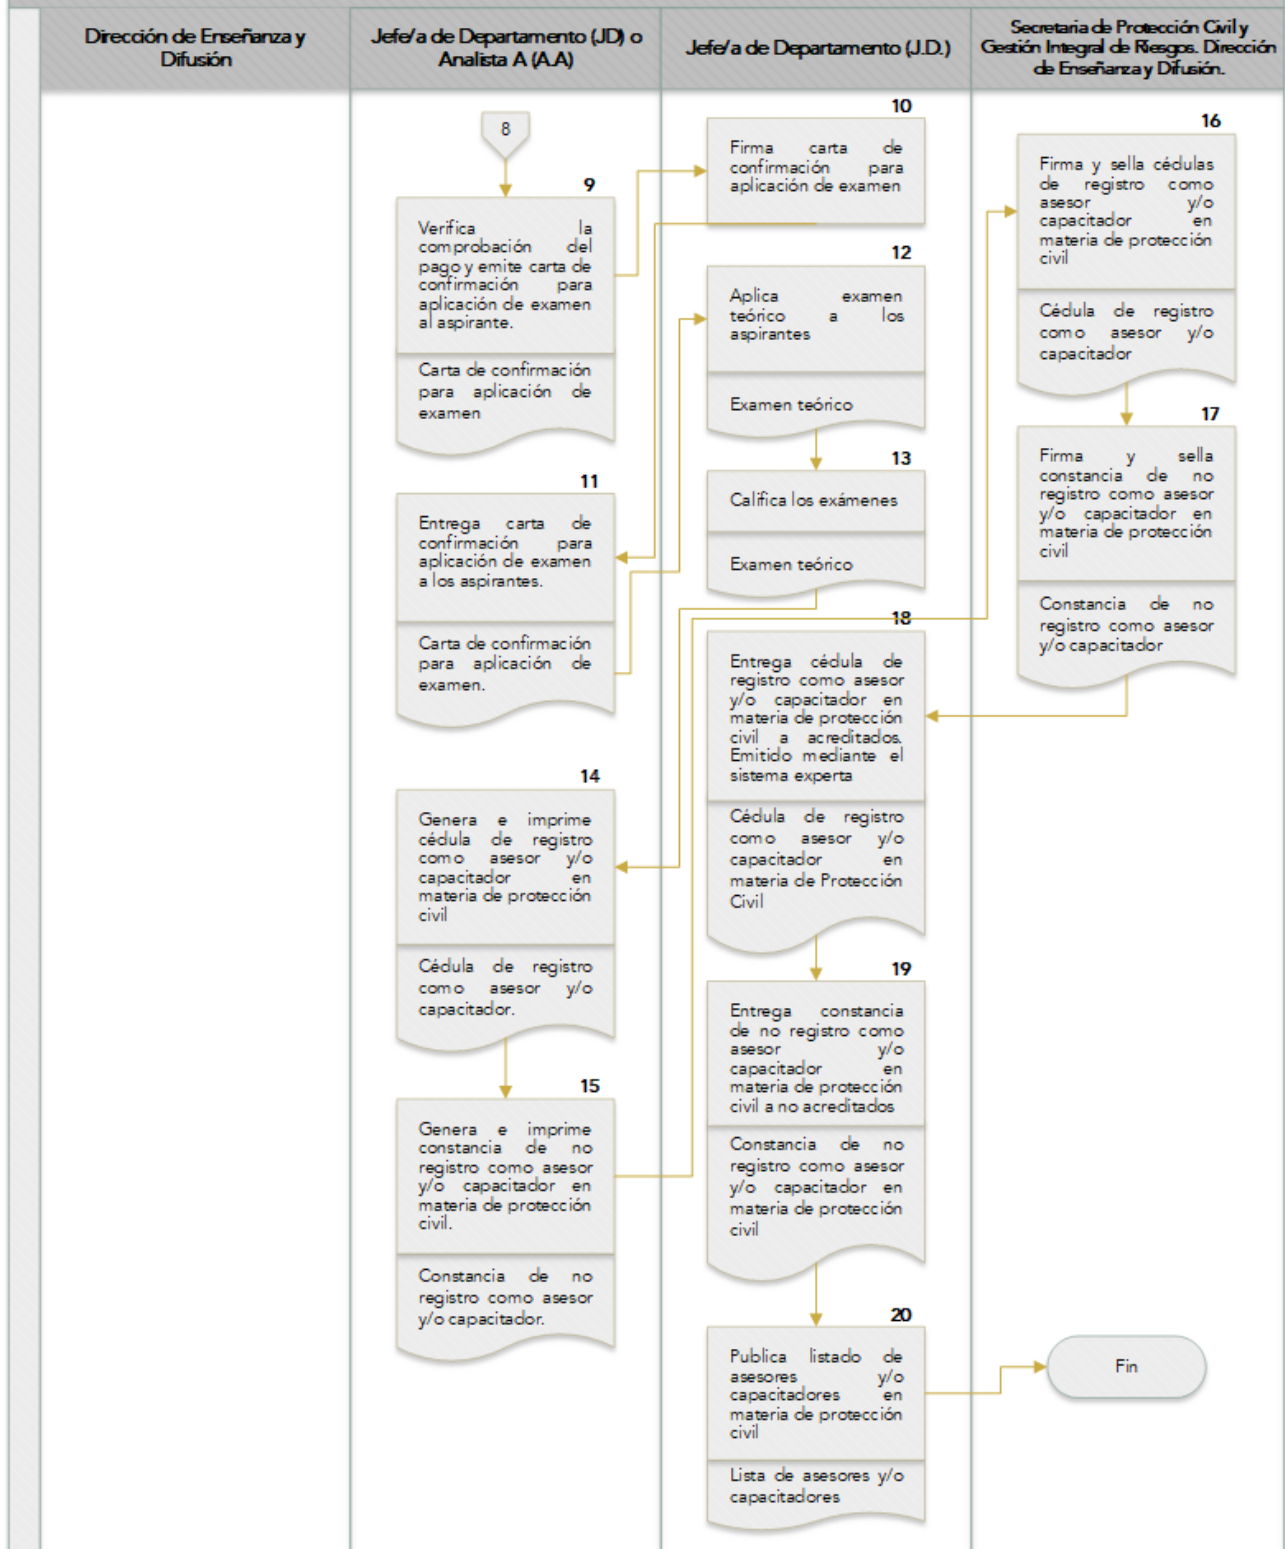 Dirección de Enseñanza y
Difusión
Jefe/a de Departamento (JD) o
Analista A (A.A)
Jefe/a de Departamento (J.D.)
Secretaria de Protección Civil y
Gestión Integral de Riesgos. Dirección
de Enseñanza y Difusión.
8
9
Verifica la
comprobación del
pago y emite carta de
confirmación para
aplicación de examen
al aspirante.
Carta de confirmación
para aplicación de
examen
10
Firma carta de
confirmación para
aplicación de examen
11
Entrega carta de
confirmación para
aplicación de examen
a los aspirantes.
Carta de confirmación
para aplicación de
examen.
12
Aplica examen
teórico a los
aspirantes
Examen teórico
13
Califica los exámenes
Examen teórico
14
Genera e imprime
cédula de registro
como asesor y/o
capacitador en
materia de protección
civil
Cédula de registro
como asesor y/o
capacitador.
15
Genera e imprime
constancia de no
registro como asesor
y/o capacitador en
materia de protección
civil.
Constancia de no
registro como asesor
y/o capacitador.
16
Firma y sella cédulas
de registro como
asesor y/o
capacitador en
materia de protección
civil
Cédula de registro
como asesor y/o
capacitador
17
Firma y sella
constancia de no
registro como asesor
y/o capacitador en
materia de protección
civil
Constancia de no
registro como asesor
y/o capacitador
18
Entrega cédula de
registro como asesor
y/o capacitador en
materia de protección
civil a acreditados.
Emitido mediante el
sistema experta
Cédula de registro
como asesor y/o
capacitador en
materia de Protección
Civil
19
Entrega constancia
de no registro como
asesor y/o
capacitador en
materia de protección
civil a no acreditados
Constancia de no
registro como asesor
y/o capacitador en
materia de protección
civil
20
Publica listado de
asesores y/o
capacitadores en
materia de protección
civil
Lista de asesores y/o
capacitadores
Fin